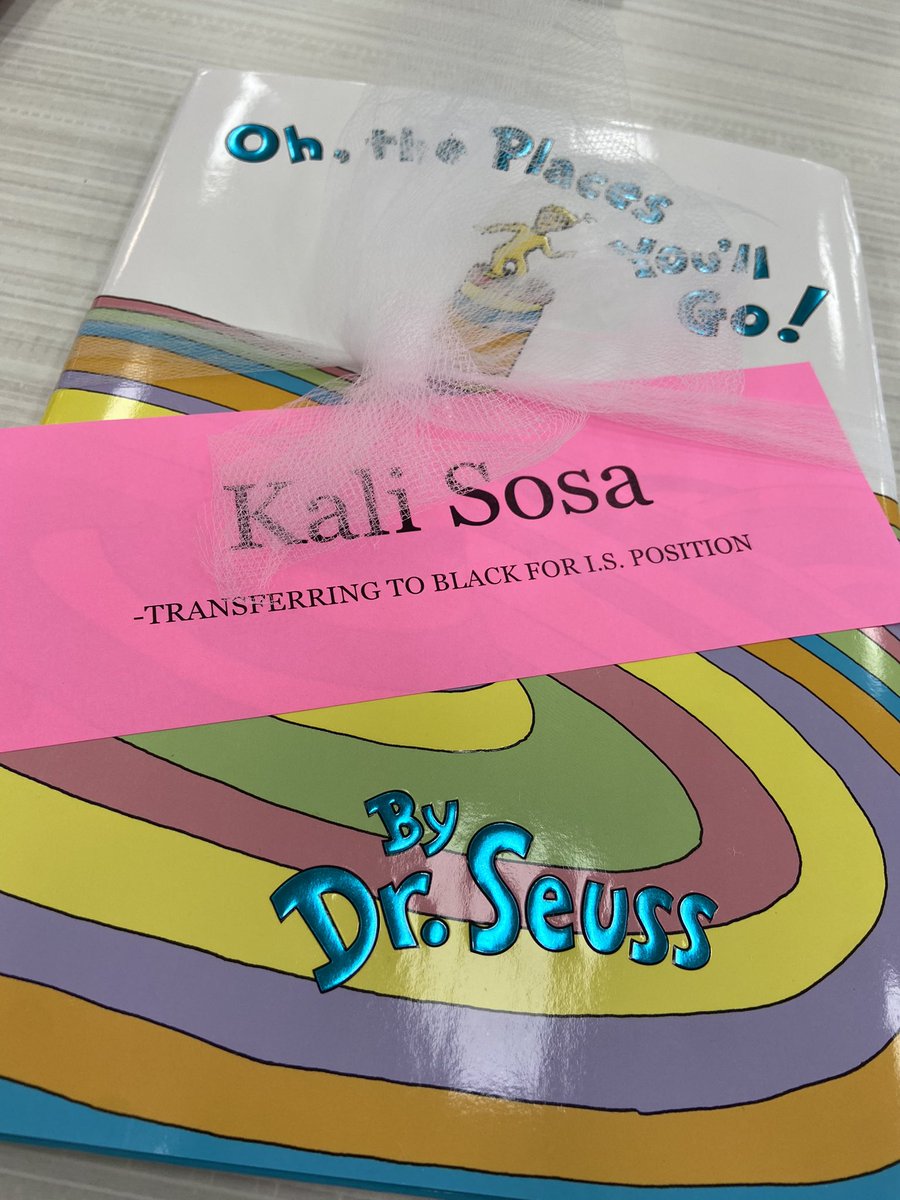 Oh, the Places
You'll
Go!
Kali Sosa
-TRANSFERRING TO BLACK FOR I.S. POSITION
By
Dr. Seuss